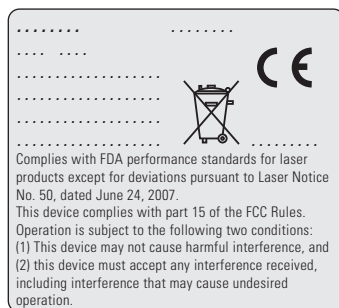 CE
Complies with FDA performance standards for laser
products except for deviations pursuant to Laser Notice
No. 50, dated June 24, 2007.
This device complies with part 15 of the FCC Rules.
Operation is subject to the following two conditions:
(1) This device may not cause harmful interference, and
(2) this device must accept any interference received,
including interference that may cause undesired
operation.